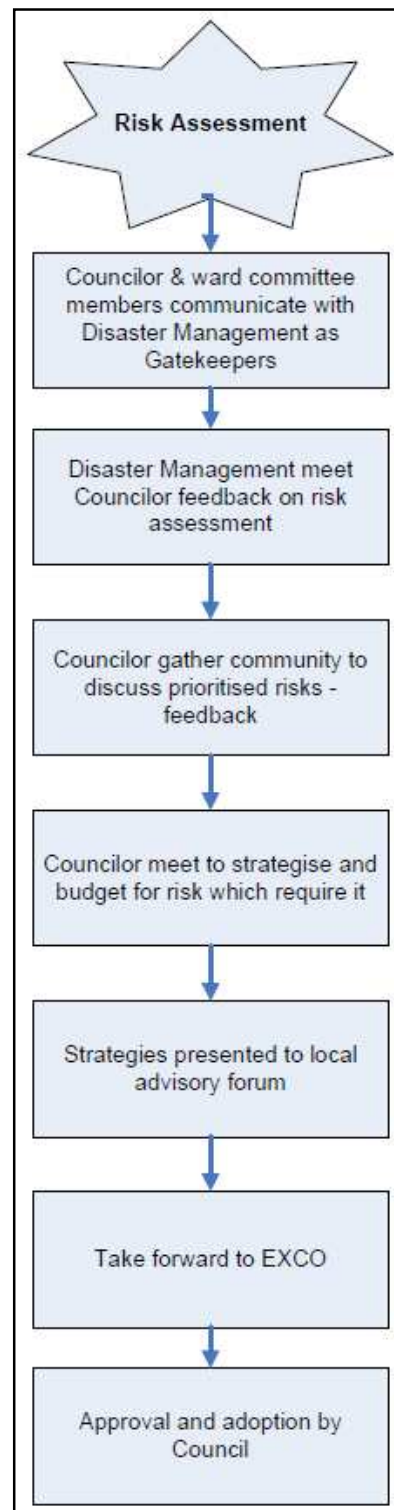 Risk Assessment
Councilor & ward committee
members communicate with
Disaster Management as
Gatekeepers
Disaster Management meet
Councilor feedback on risk
assessment
Councilor gather community to
discuss prioritised risks -
feedback
Councilor meet to strategise and
budget for risk which require it
Strategies presented to local
advisory forum
Take forward to EXCO
Approval and adoption by
Council